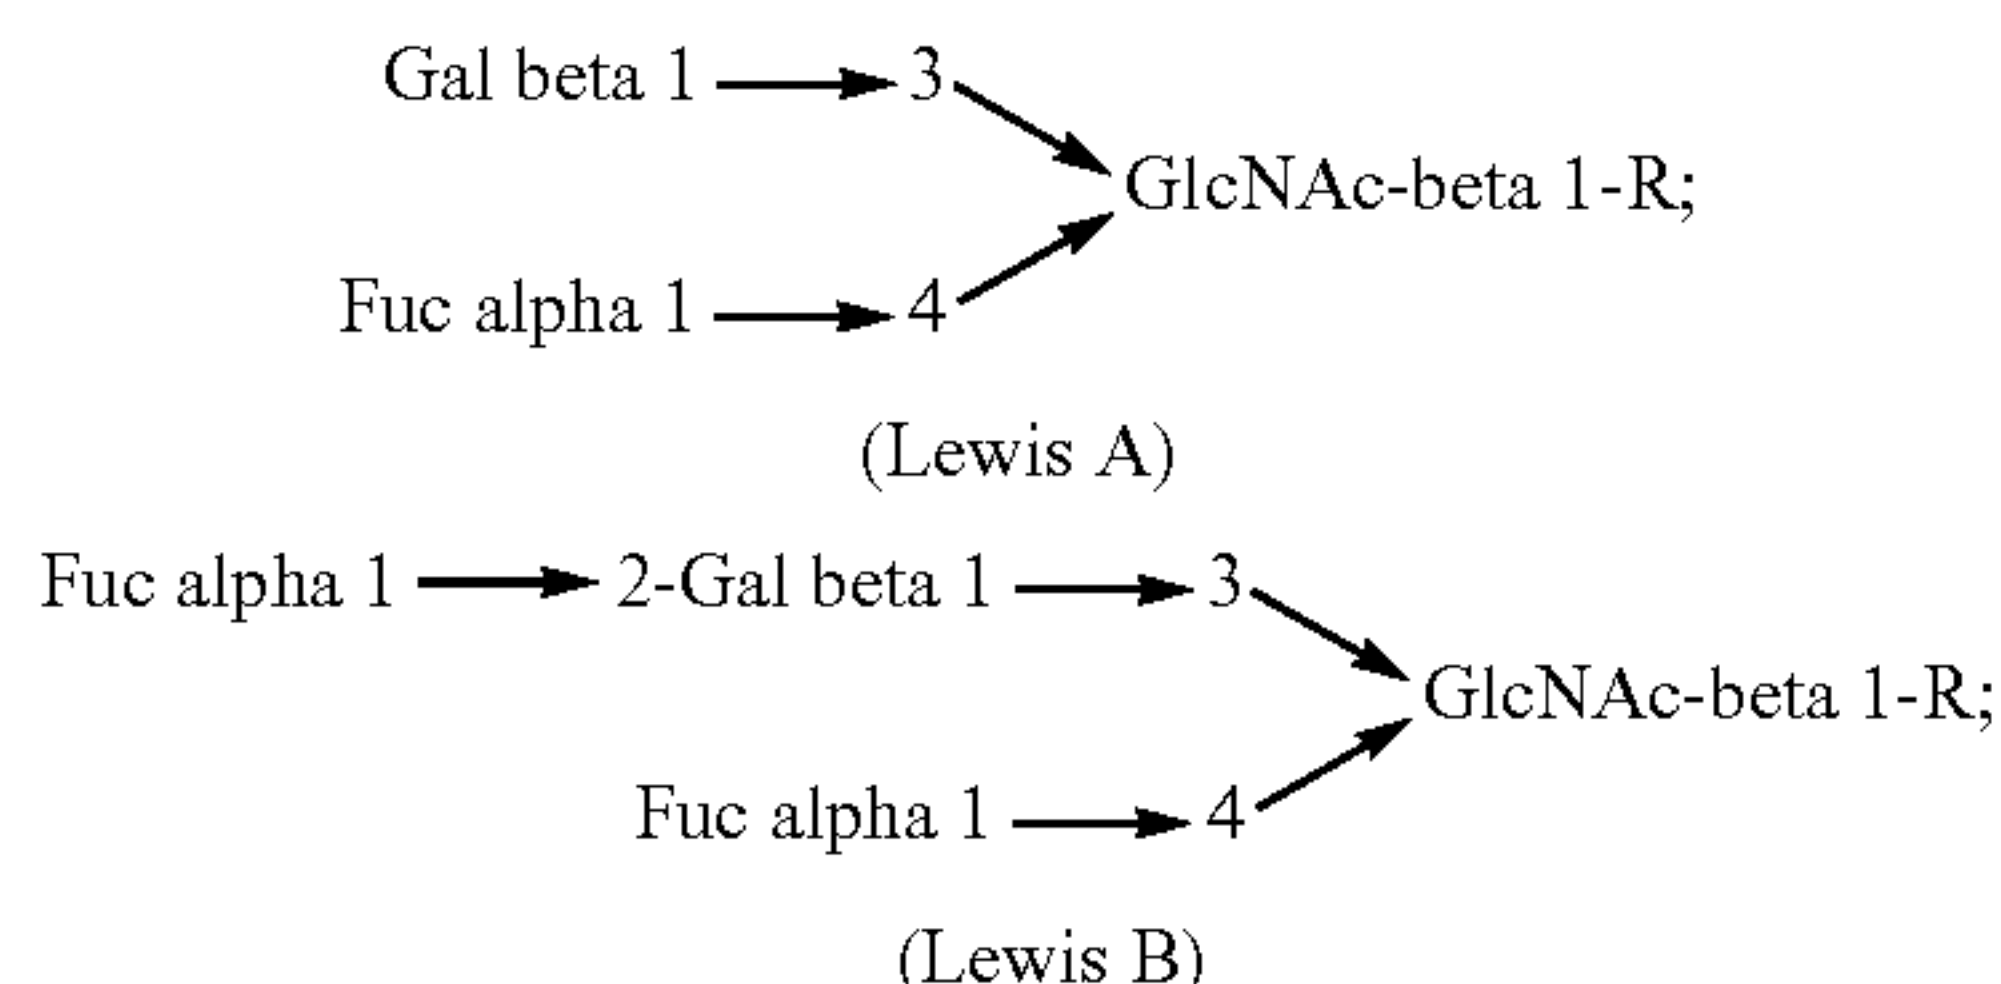 Gal beta 1 ⟶ 3
GlcNAc-beta 1-R;
Fuc alpha 1 ⟶ 4
(Lewis A)
Fuc alpha 1 ⟶ 2-Gal beta 1 ⟶ 3
GlcNAc-beta 1-R;
Fuc alpha 1 ⟶ 4
(Lewis B)